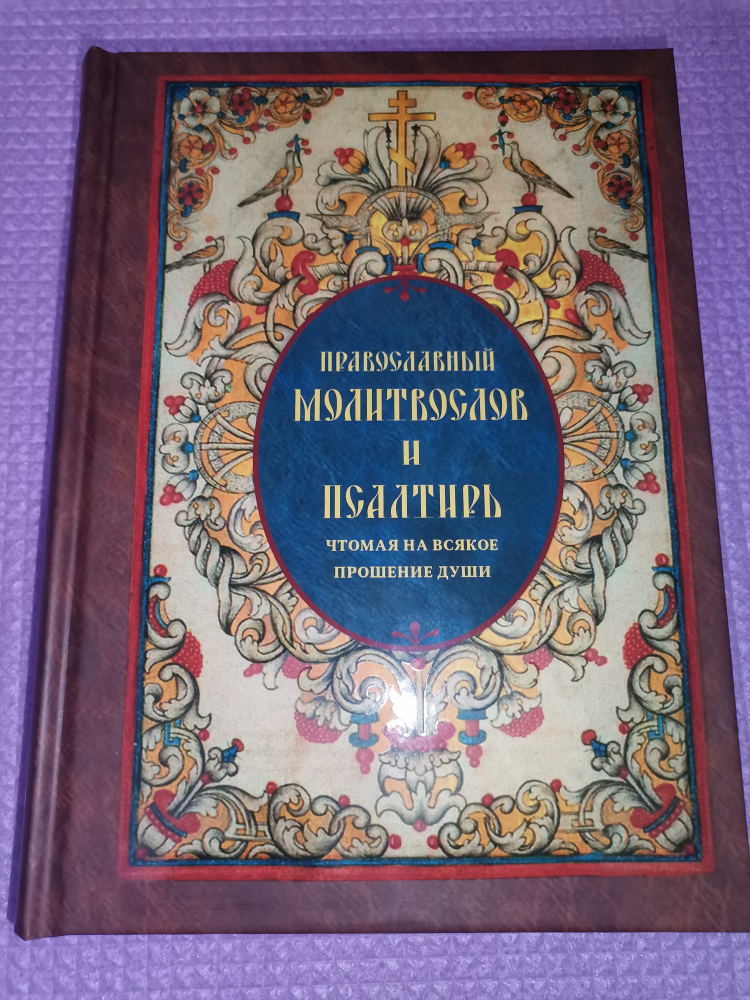 ПРАВОСЛАВНЫЙ
МОЛИТВОСЛОВ
И
ПСАЛТИРЬ
ЧТОМАЯ НА ВСЯКОЕ
ПРОШЕНИЕ ДУШИ